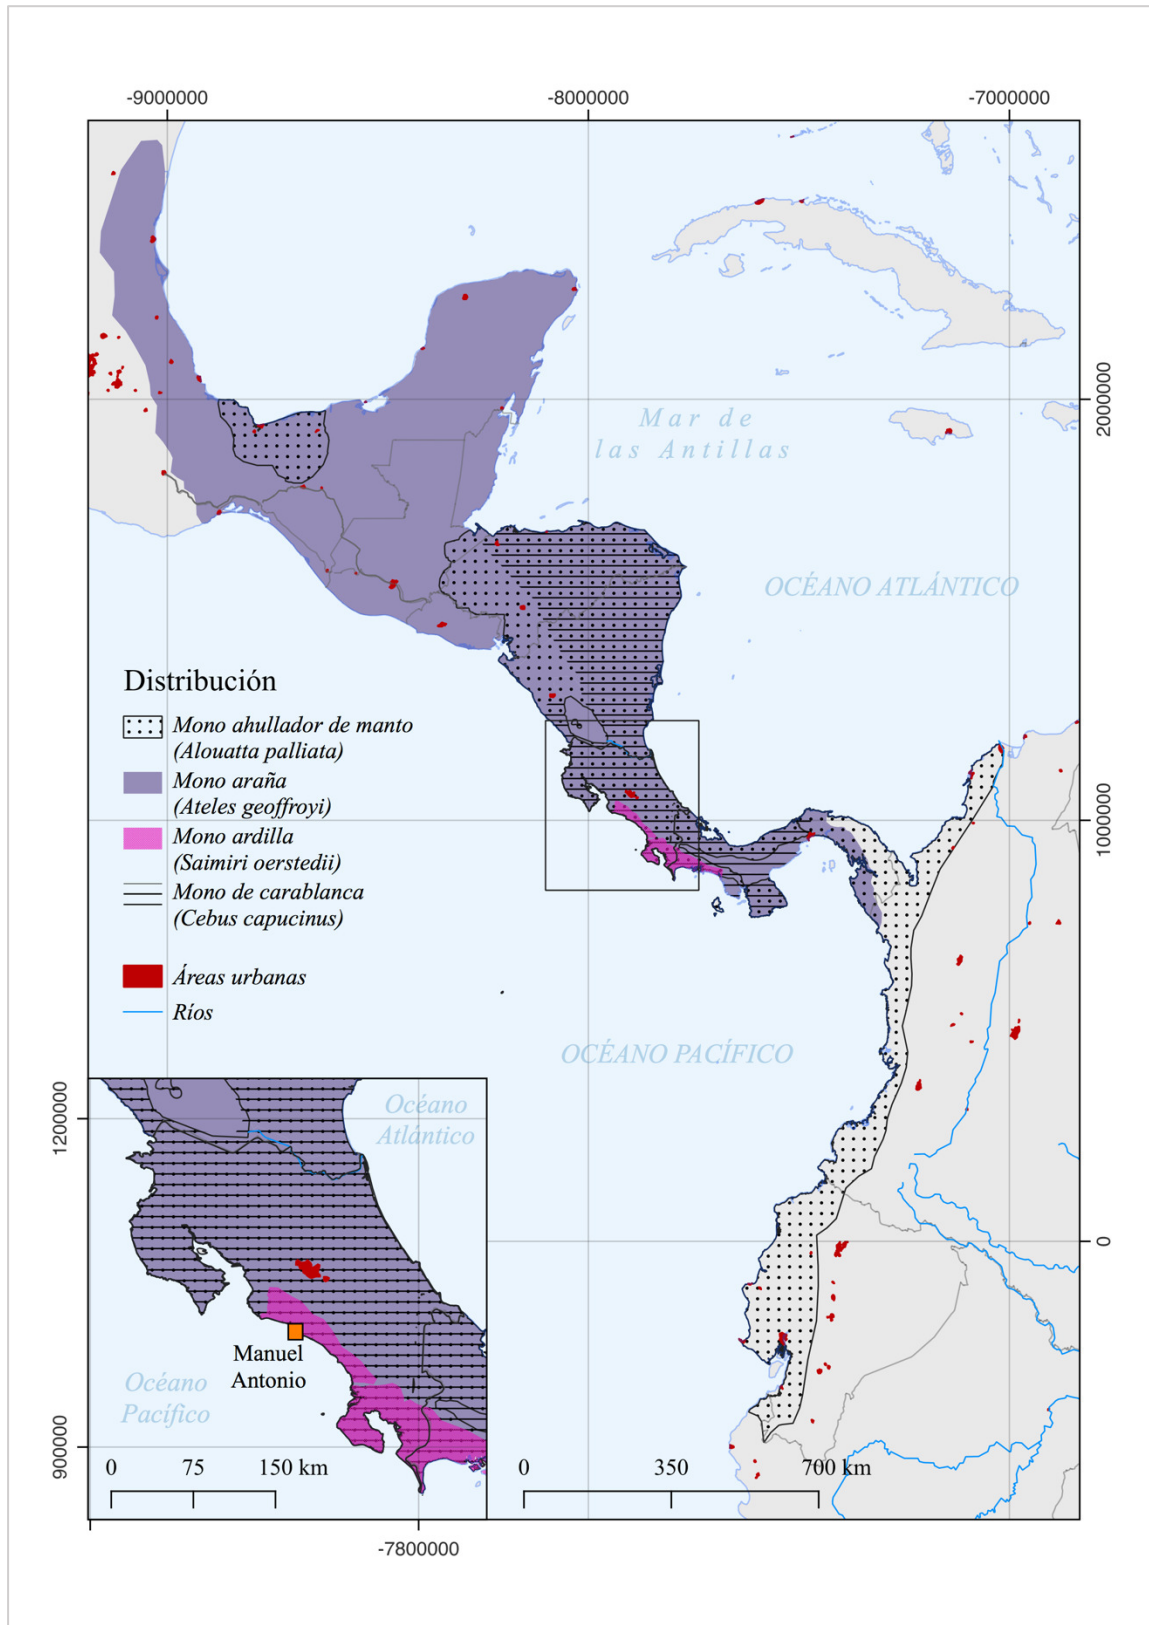 -9000000
-8000000
-7000000
2000000
Mar de
las Antillas
OCÉANO ATLÁNTICO
Distribución
Mono ahullador de manto
(Alouatta palliata)
Mono araña
(Ateles geoffroyi)
Mono ardilla
(Saimiri oerstedii)
Mono de carablanca
(Cebus capucinus)
Áreas urbanas
Ríos
1000000
OCÉANO PACÍFICO
1200000
Océano
Atlántico
0
Manuel
Antonio
Océano
Pacífico
900000
0 75 150 km
0 350 700 km
-7800000